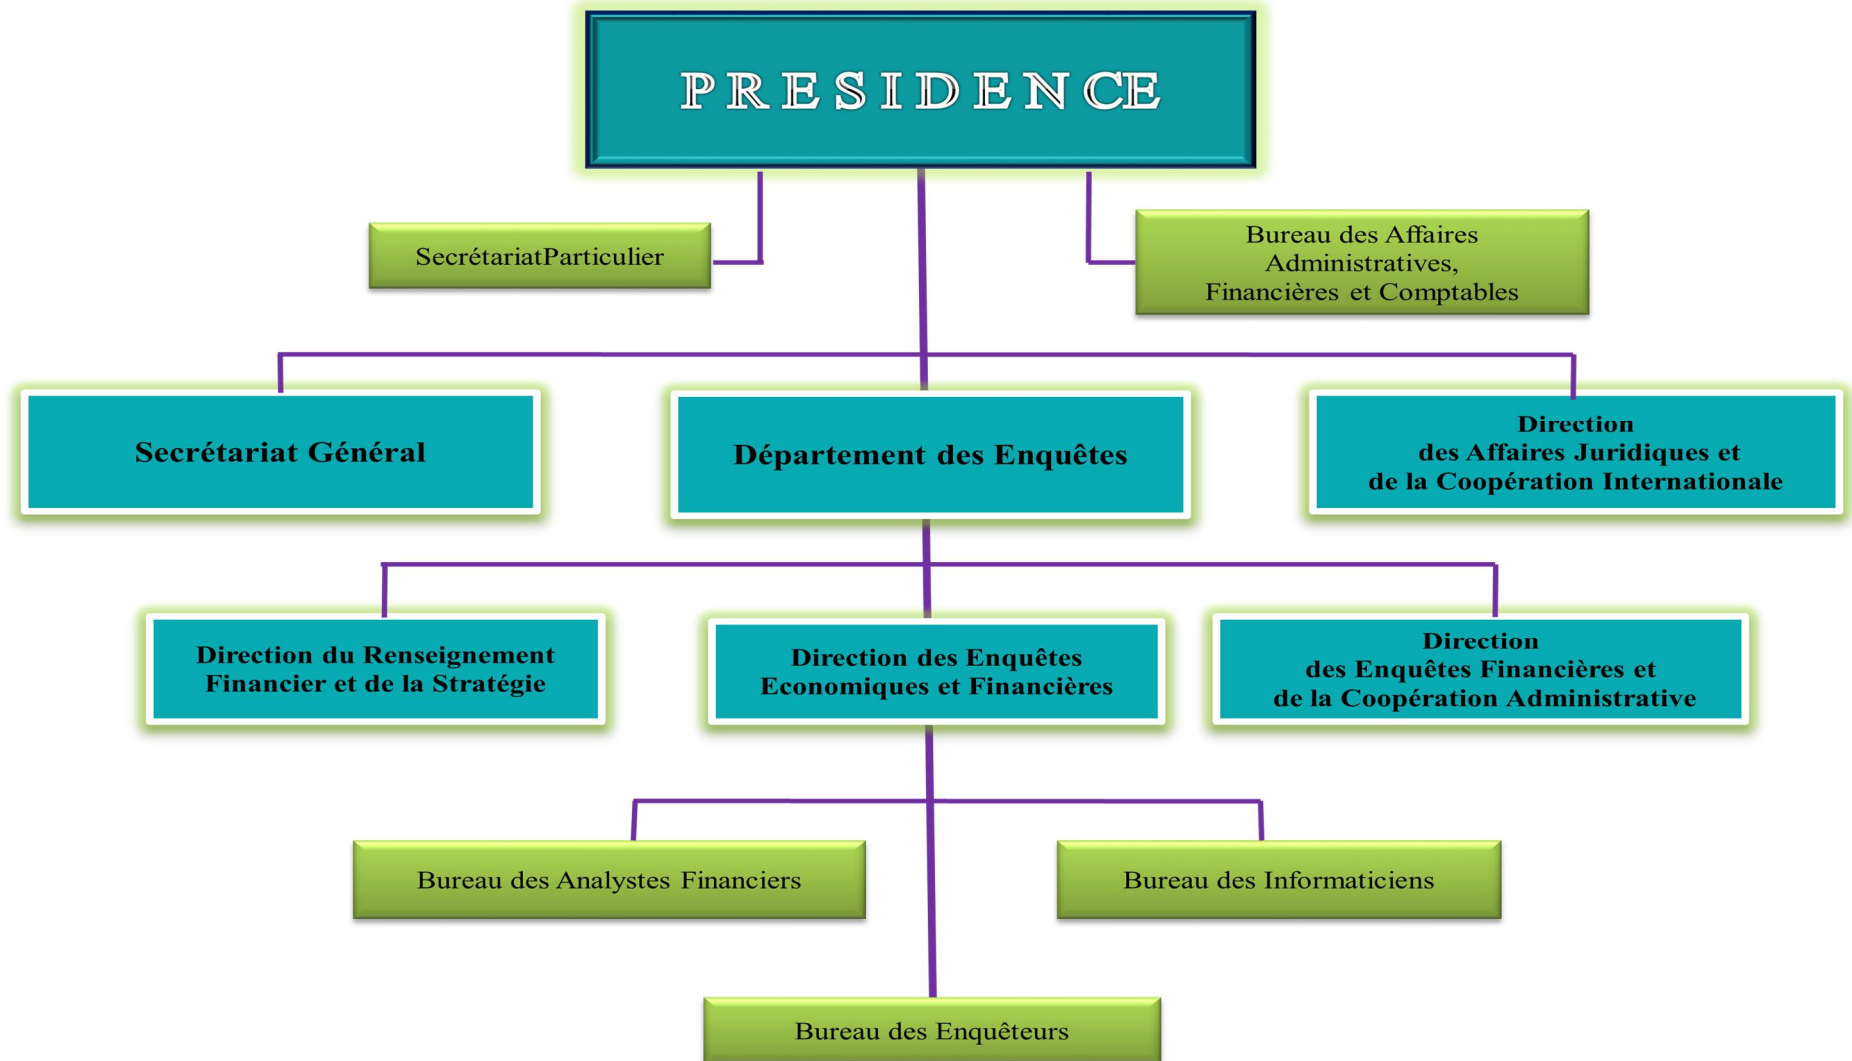 PRESIDENCE
SecrétariatParticulier
Bureau des Affaires
Administratives,
Financières et Comptables
Secrétariat Général
Département des Enquêtes
Direction
des Affaires Juridiques et
de la Coopération Internationale
Direction du Renseignement
Financier et de la Stratégie
Direction des Enquêtes
Economiques et Financières
Direction
des Enquêtes Financières et
de la Coopération Administrative
Bureau des Analystes Financiers
Bureau des Informaticiens
Bureau des Enquêteurs